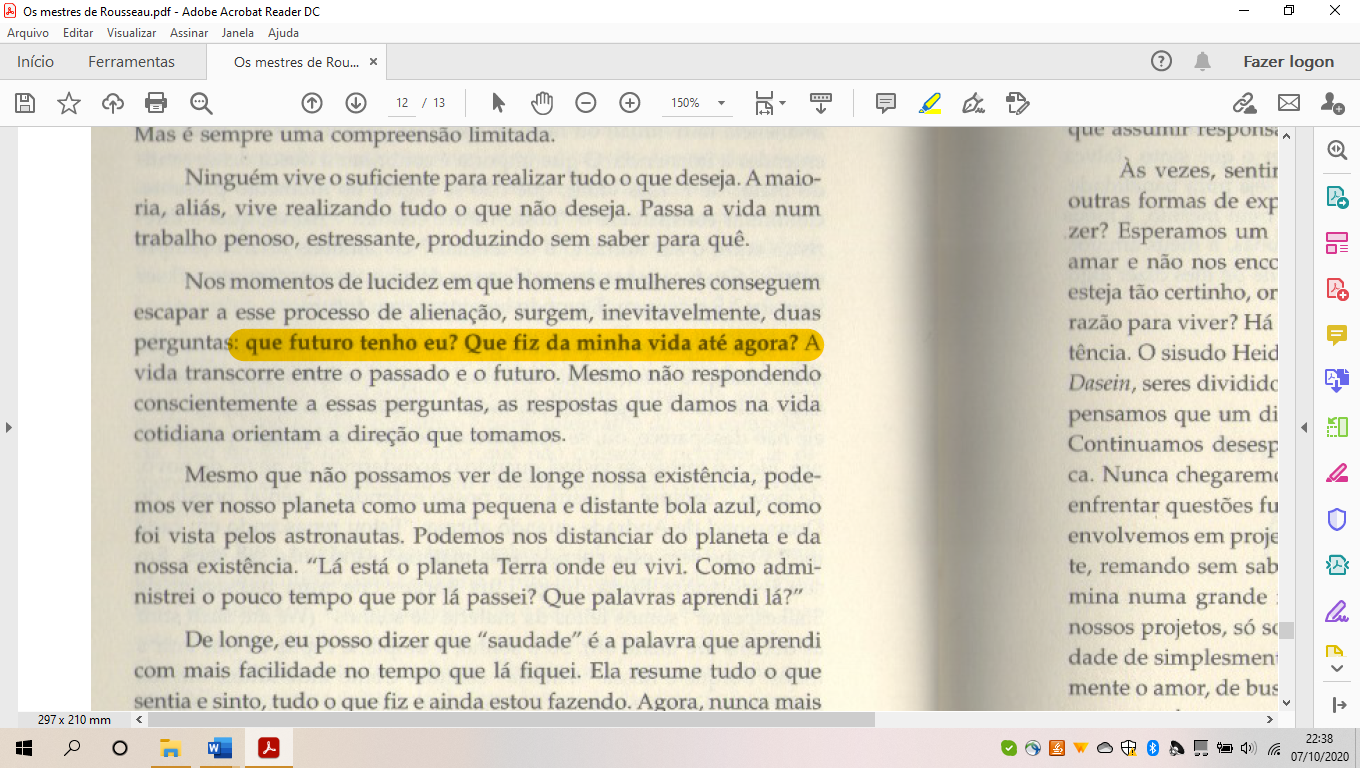 Os mestres de Rousseau.pdf - Adobe Acrobat Reader DC
Arquivo Editar Visualizar Assinar Janela Ajuda
Início Ferramentas Os mestres de Rou... Fazer logon
12 / 13 150%
Mas é sempre uma compreensão limitada.
Ninguém vive o suficiente para realizar tudo o que deseja. A maio-
ria, aliás, vive realizando tudo o que não deseja. Passa a vida num
trabalho penoso, estressante, produzindo sem saber para quê.
Nos momentos de lucidez em que homens e mulheres conseguem
escapar a esse processo de alienação, surgem, inevitavelmente, duas
perguntas: que futuro tenho eu? Que fiz da minha vida até agora? A
vida transcorre entre o passado e o futuro. Mesmo não respondendo
conscientemente a essas perguntas, as respostas que damos na vida
cotidiana orientam a direção que tomamos.
Mesmo que não possamos ver de longe nossa existência, pode-
mos ver nosso planeta como uma pequena e distante bola azul, como
foi vista pelos astronautas. Podemos nos distanciar do planeta e da
nossa existência. “Lá está o planeta Terra onde eu vivi. Como admi-
nistrei o pouco tempo que por lá passei? Que palavras aprendi lá?”
De longe, eu posso dizer que “saudade” é a palavra que aprendi
com mais facilidade no tempo que lá fiquei. Ela resume tudo o que
sentia e sinto, tudo o que fiz e ainda estou fazendo. Agora, nunca mais
que assumir respons
Às vezes, sentir
outras formas de exp
zer? Esperamos um
amar e não nos enco
esteja tão certinho, or
razão para viver? Há
tência. O sisudo Heid
Dasein, seres dividido
pensamos que um di
Continuamos desesp
ca. Nunca chegaremo
enfrentar questões fu
envolvemos em proje
te, remando sem sab
mina numa grande
nossos projetos, só so
dade de simplesment
mente o amor, de bus
297 x 210 mm
22:38
07/10/2020